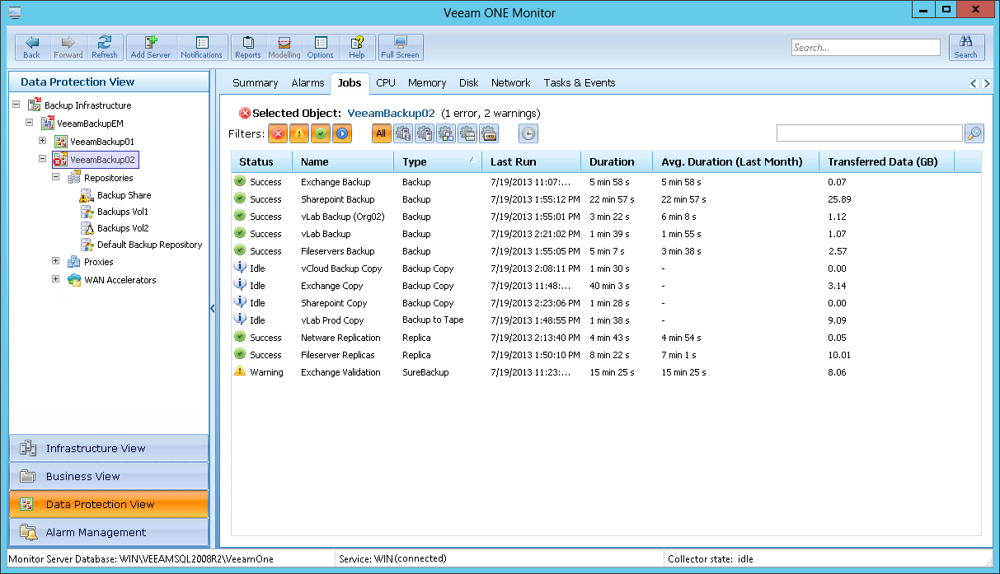 Veeam ONE Monitor
Back Forward Refresh Add Server Notifications Reports Modelling Options Help Full Screen Search... Search
Data Protection View
Backup Infrastructure
VeeamBackupEM
VeeamBackup01
VeeamBackup02
Repositories
Backup Share
Backups Vol1
Backups Vol2
Default Backup Repository
Proxies
WAN Accelerators
Infrastructure View
Business View
Data Protection View
Alarm Management
Summary Alarms Jobs CPU Memory Disk Network Tasks & Events
Selected Object: VeeamBackup02 (1 error, 2 warnings)
Filters: All
Status Name Type Last Run Duration Avg. Duration (Last Month) Transferred Data (GB)
Success Exchange Backup Backup 7/19/2013 11:07:... 5 min 58 s 5 min 58 s 0.07
Success Sharepoint Backup Backup 7/19/2013 1:55:12 PM 22 min 57 s 22 min 57 s 25.89
Success vLab Backup (Org02) Backup 7/19/2013 1:55:01 PM 3 min 22 s 6 min 8 s 1.12
Success vLab Backup Backup 7/19/2013 2:21:02 PM 1 min 39 s 1 min 55 s 1.07
Success Fileservers Backup Backup 7/19/2013 1:55:05 PM 5 min 7 s 3 min 38 s 2.57
Idle vCloud Backup Copy Backup Copy 7/19/2013 2:08:11 PM 1 min 30 s - 0.00
Idle Exchange Copy Backup Copy 7/19/2013 11:48:... 40 min 3 s - 3.14
Idle Sharepoint Copy Backup Copy 7/19/2013 2:23:06 PM 1 min 28 s - 0.00
Idle vLab Prod Copy Backup to Tape 7/19/2013 1:48:55 PM 1 min 38 s - 9.09
Success Netware Replication Replica 7/19/2013 2:13:40 PM 4 min 43 s 4 min 54 s 0.05
Success Fileserver Replicas Replica 7/19/2013 1:50:10 PM 8 min 22 s 7 min 1 s 10.01
Warning Exchange Validation SureBackup 7/19/2013 11:23:... 15 min 25 s 15 min 25 s 8.06
Monitor Server Database: WIN\VEEAMSQL2008R2\VeeamOne Service: WIN (connected) Collector state: idle